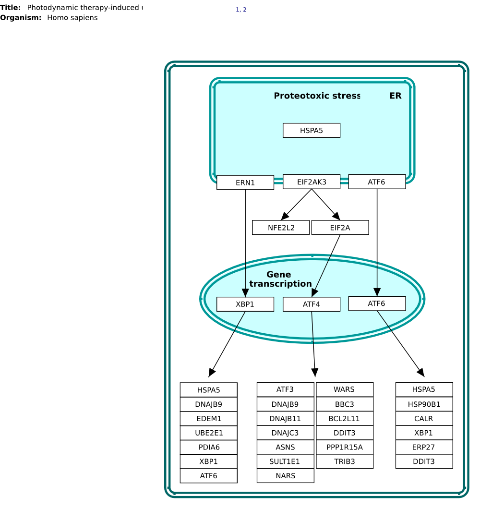 Title: Photodynamic therapy-induced
Organism: Homo sapiens
1, 2
Proteotoxic stress
ER
HSPA5
ERN1
EIF2AK3
ATF6
NFE2L2
EIF2A
Gene
transcription
XBP1
ATF4
ATF6
HSPA5
DNAJB9
EDEM1
UBE2E1
PDIA6
XBP1
ATF6
ATF3
DNAJB9
DNAJB11
DNAJC3
ASNS
SULT1E1
NARS
WARS
BBC3
BCL2L11
DDIT3
PPP1R15A
TRIB3
HSPA5
HSP90B1
CALR
XBP1
ERP27
DDIT3